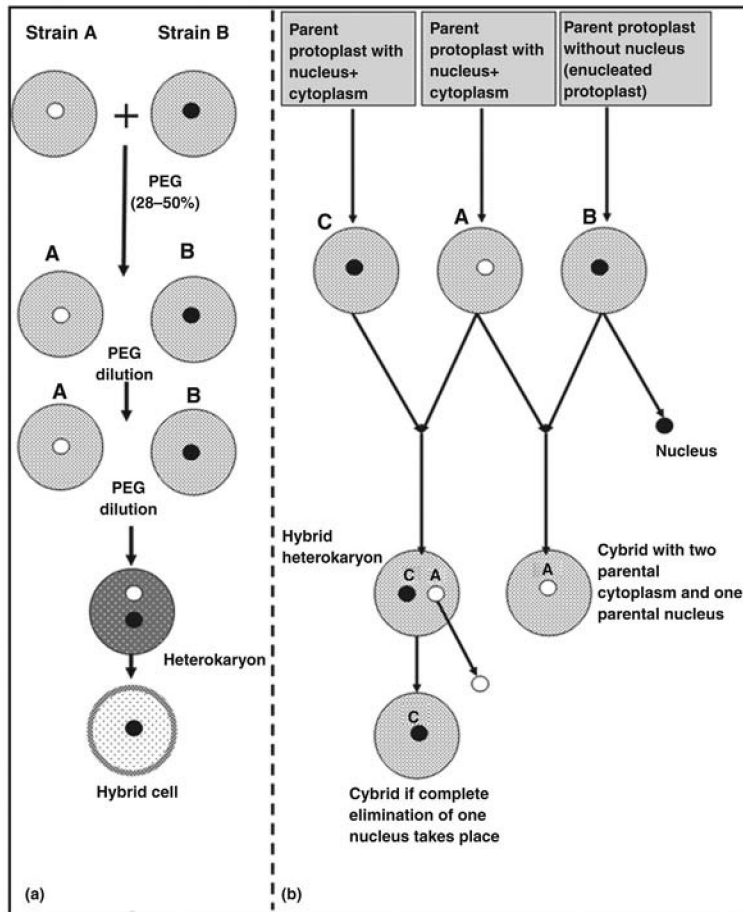 Strain A
Strain B
PEG
(28–50%)
A
B
PEG
dilution
A
B
PEG
dilution
Heterokaryon
Hybrid cell
(a)
Parent
protoplast with
nucleus+
cytoplasm
Parent
protoplast with
nucleus+
cytoplasm
Parent protoplast
without nucleus
(enucleated
protoplast)
C
A
B
Nucleus
Hybrid
heterokaryon
C
A
A
Cybrid with two
parental
cytoplasm and one
parental nucleus
C
Cybrid if complete
elimination of one
nucleus takes place
(b)